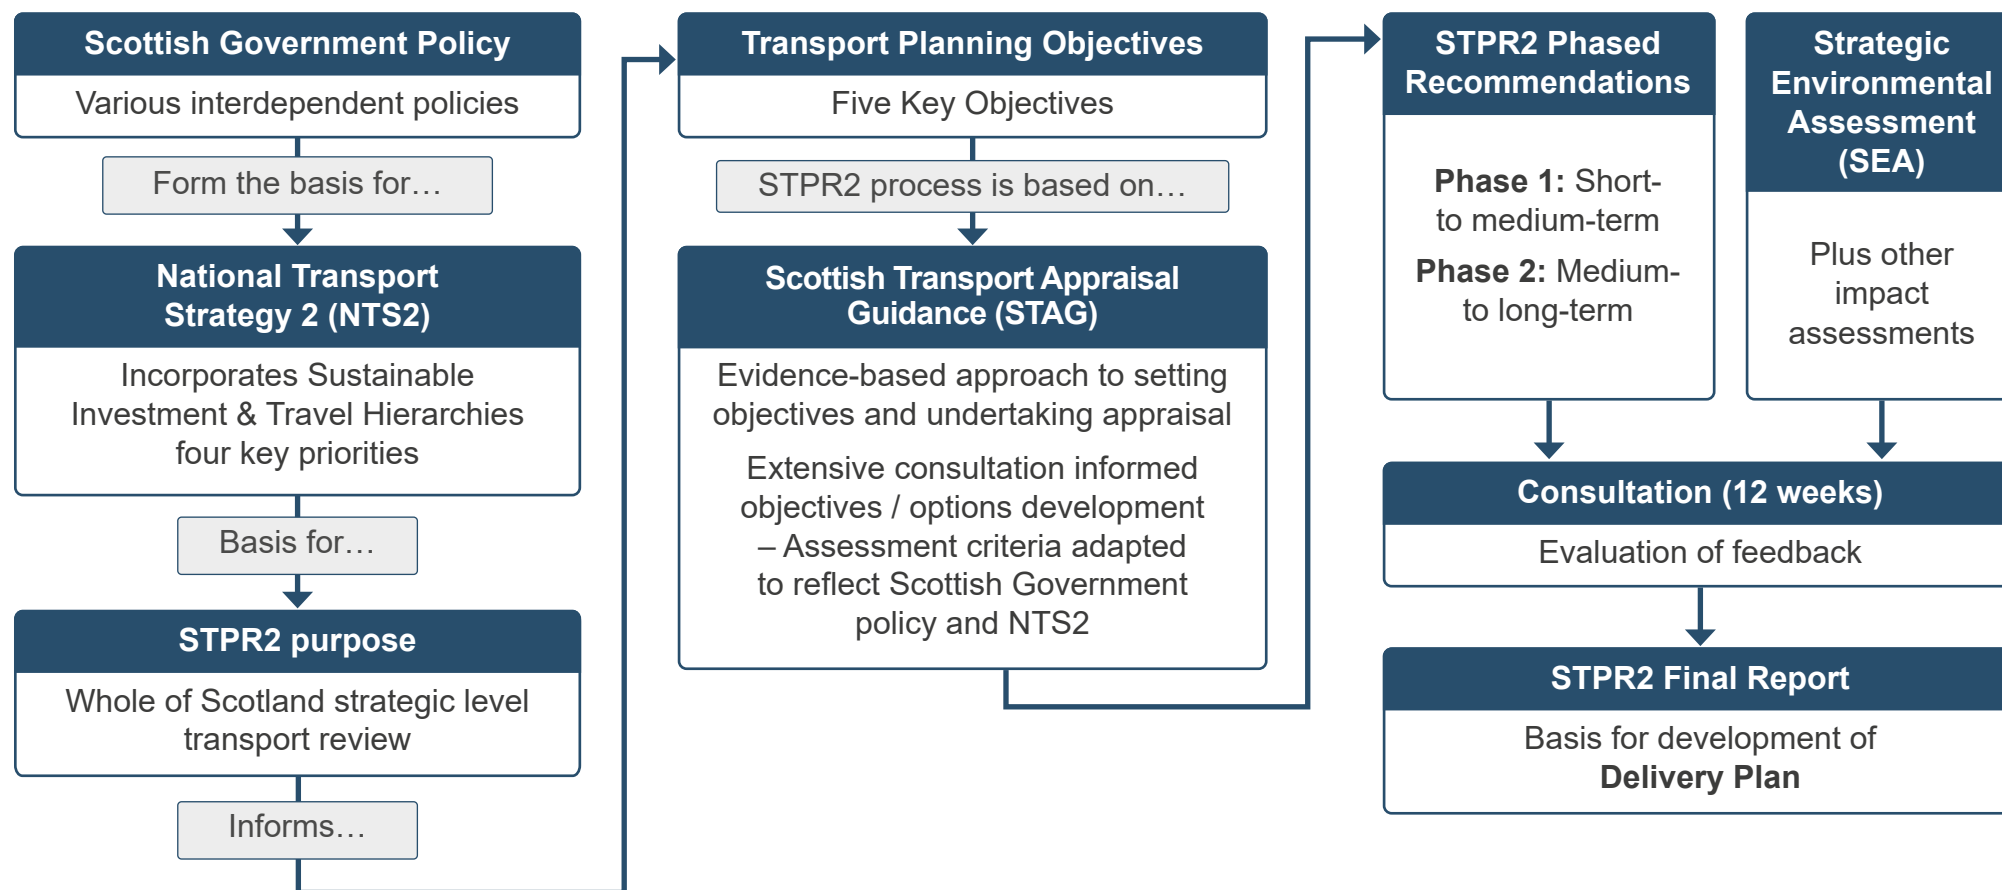 Scottish Government Policy
Various interdependent policies
Form the basis for…
National Transport
Strategy 2 (NTS2)
Incorporates Sustainable
Investment & Travel Hierarchies
four key priorities
Basis for…
STPR2 purpose
Whole of Scotland strategic level
transport review
Informs…
Transport Planning Objectives
Five Key Objectives
STPR2 process is based on…
Scottish Transport Appraisal
Guidance (STAG)
Evidence-based approach to setting
objectives and undertaking appraisal
Extensive consultation informed
objectives / options development
– Assessment criteria adapted
to reflect Scottish Government
policy and NTS2
STPR2 Phased
Recommendations
Phase 1: Short-
to medium-term
Phase 2: Medium-
to long-term
Strategic
Environmental
Assessment
(SEA)
Plus other
impact
assessments
Consultation (12 weeks)
Evaluation of feedback
STPR2 Final Report
Basis for development of
Delivery Plan